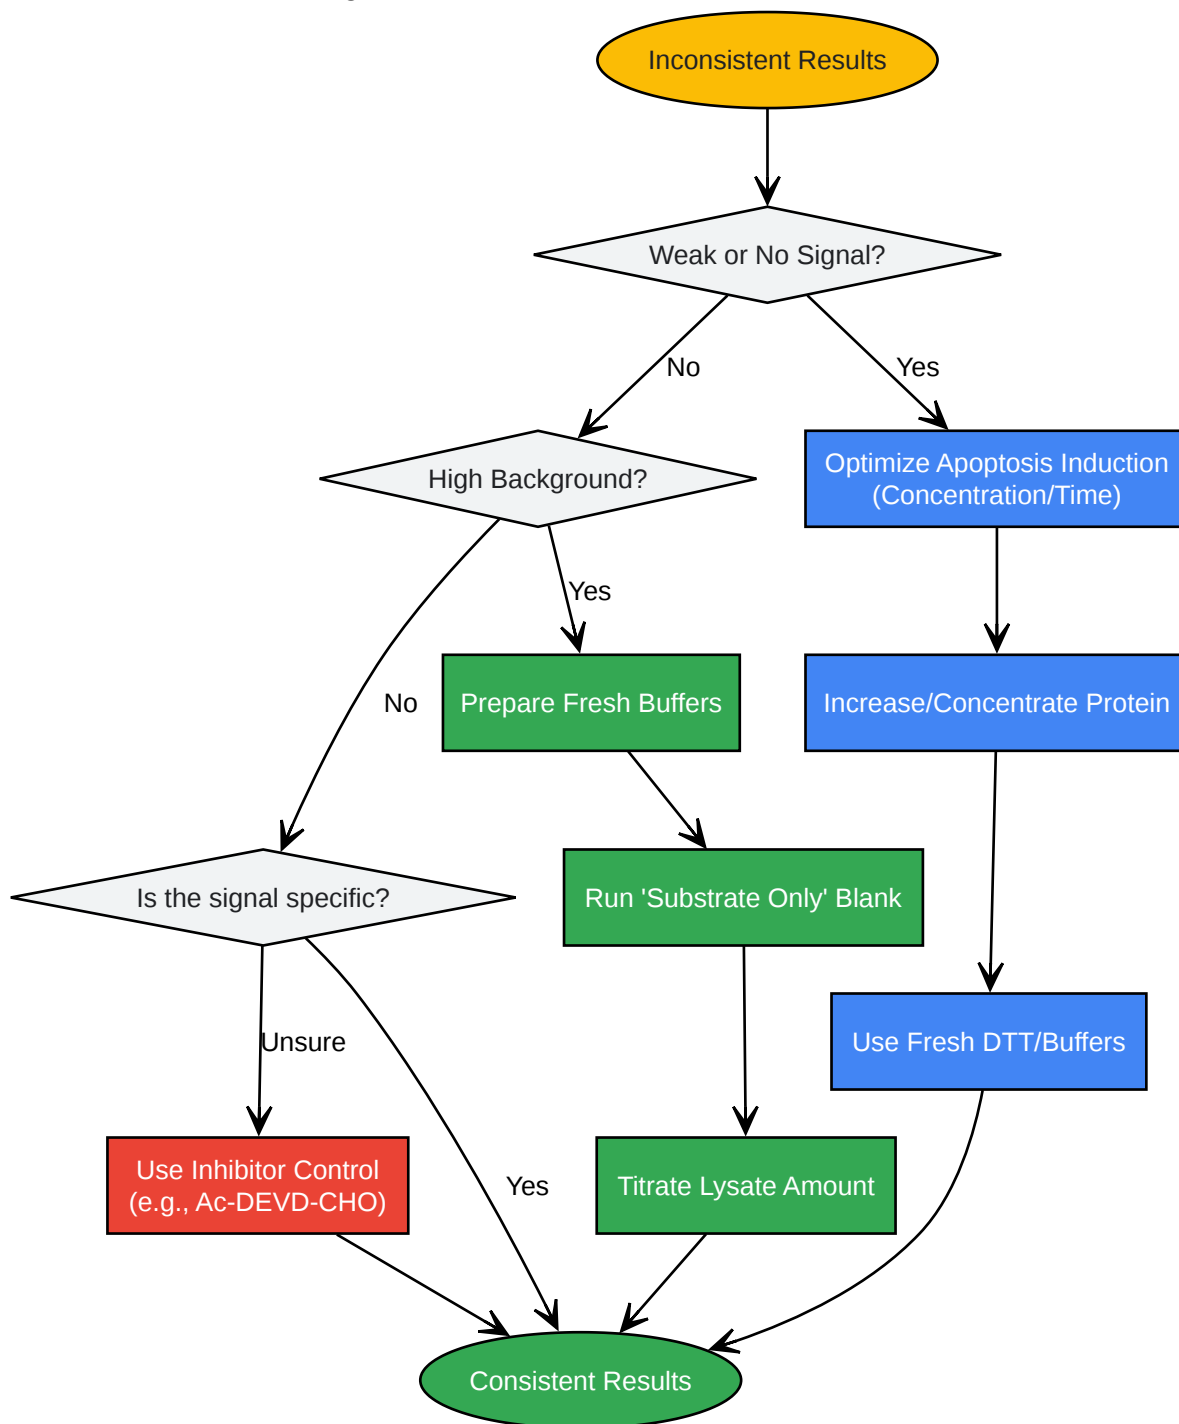 Inconsistent Results
Weak or No Signal?
No
Yes
High Background?
Optimize Apoptosis Induction
(Concentration/Time)
Yes
No
Prepare Fresh Buffers
Increase/Concentrate Protein
Is the signal specific?
Run 'Substrate Only' Blank
Unsure
Use Fresh DTT/Buffers
Use Inhibitor Control
(e.g., Ac-DEVD-CHO)
Yes
Titrate Lysate Amount
Consistent Results